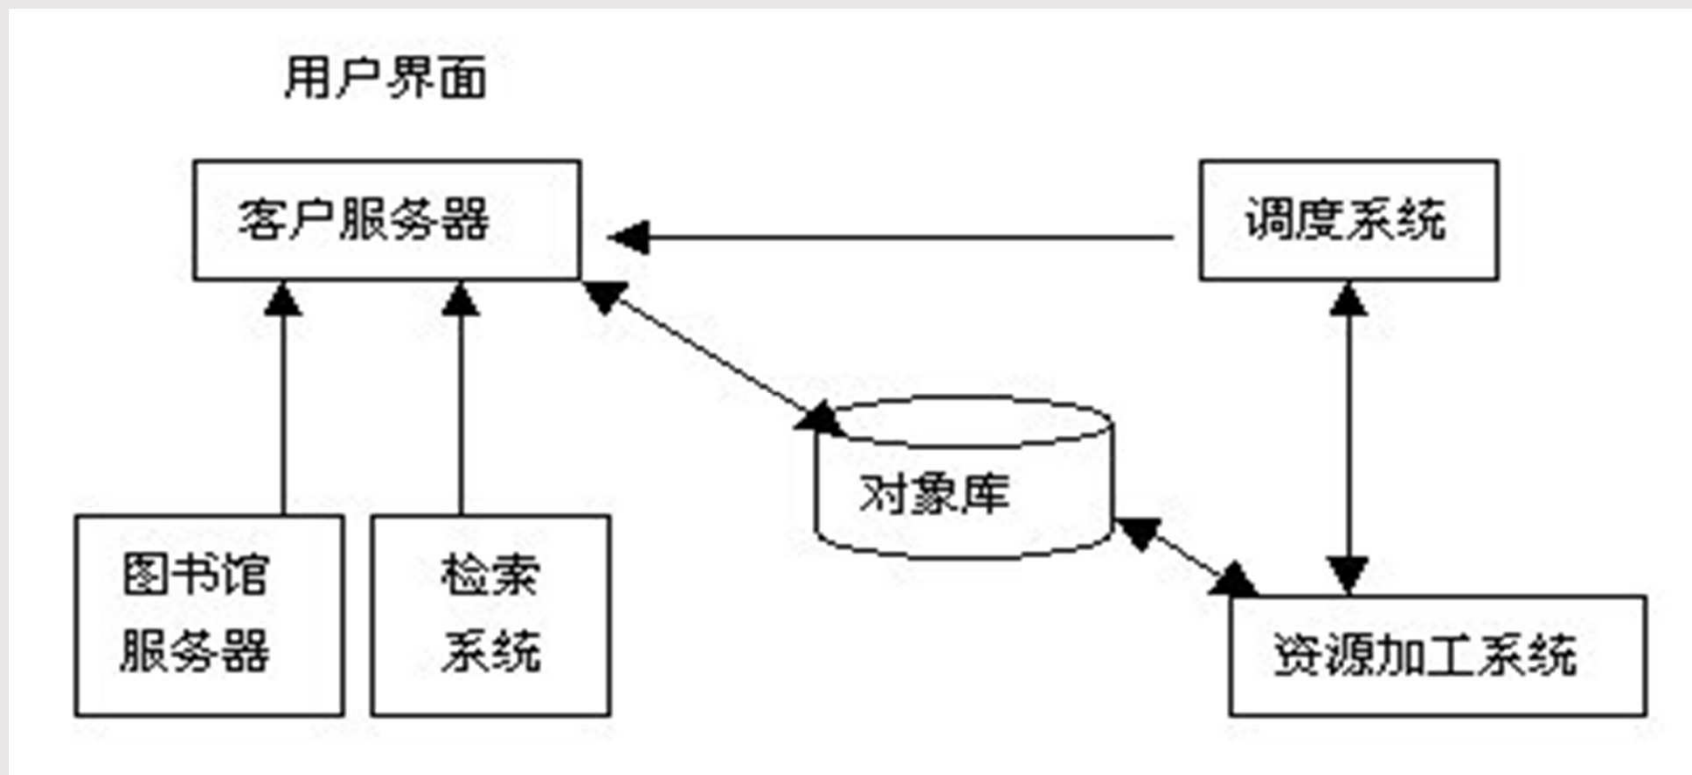 用户界面
客户服务器
调度系统
对象库
图书馆
服务器
检索
系统
资源加工系统